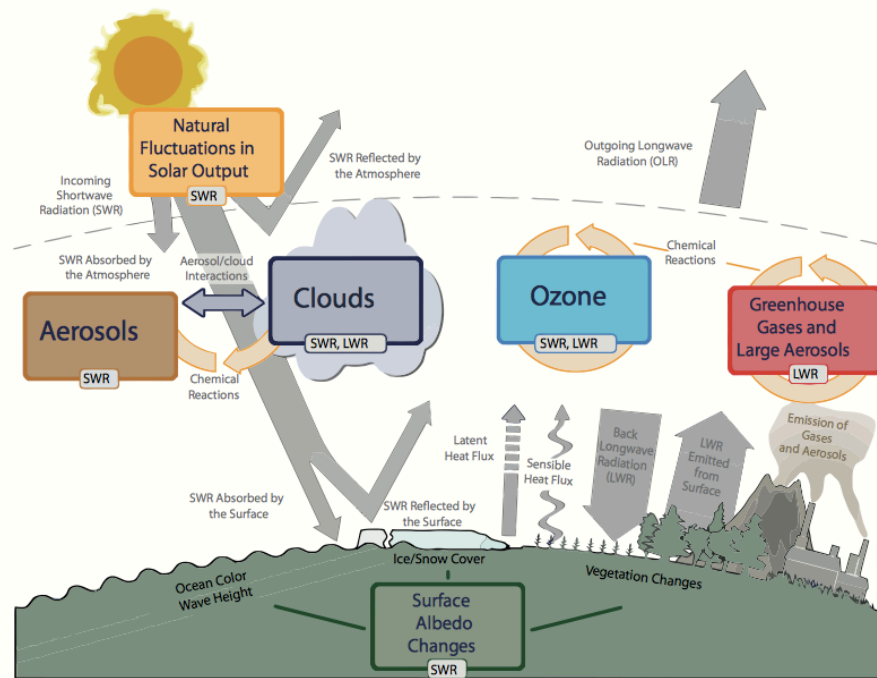 Natural
Fluctuations in
Solar Output
SWR
Incoming
Shortwave
Radiation (SWR)
SWR Reflected by
the Atmosphere
Outgoing Longwave
Radiation (OLR)
SWR Absorbed by
the Atmosphere
Aerosol/cloud
Interactions
Chemical
Reactions
Aerosols
SWR
Clouds
SWR, LWR
Ozone
SWR, LWR
Greenhouse
Gases and
Large Aerosols
LWR
Chemical
Reactions
SWR Absorbed by
the Surface
SWR Reflected by
the Surface
Latent
Heat Flux
Sensible
Heat Flux
Back
Longwave
Radiation
(LWR)
LWR
Emitted
from
Surface
Emission of
Gases
and Aerosols
Ocean Color
Wave Height
Ice/Snow Cover
Vegetation Changes
Surface
Albedo
Changes
SWR